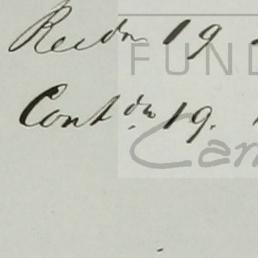 Recdn 19
FUND
Contdn 19.
Can